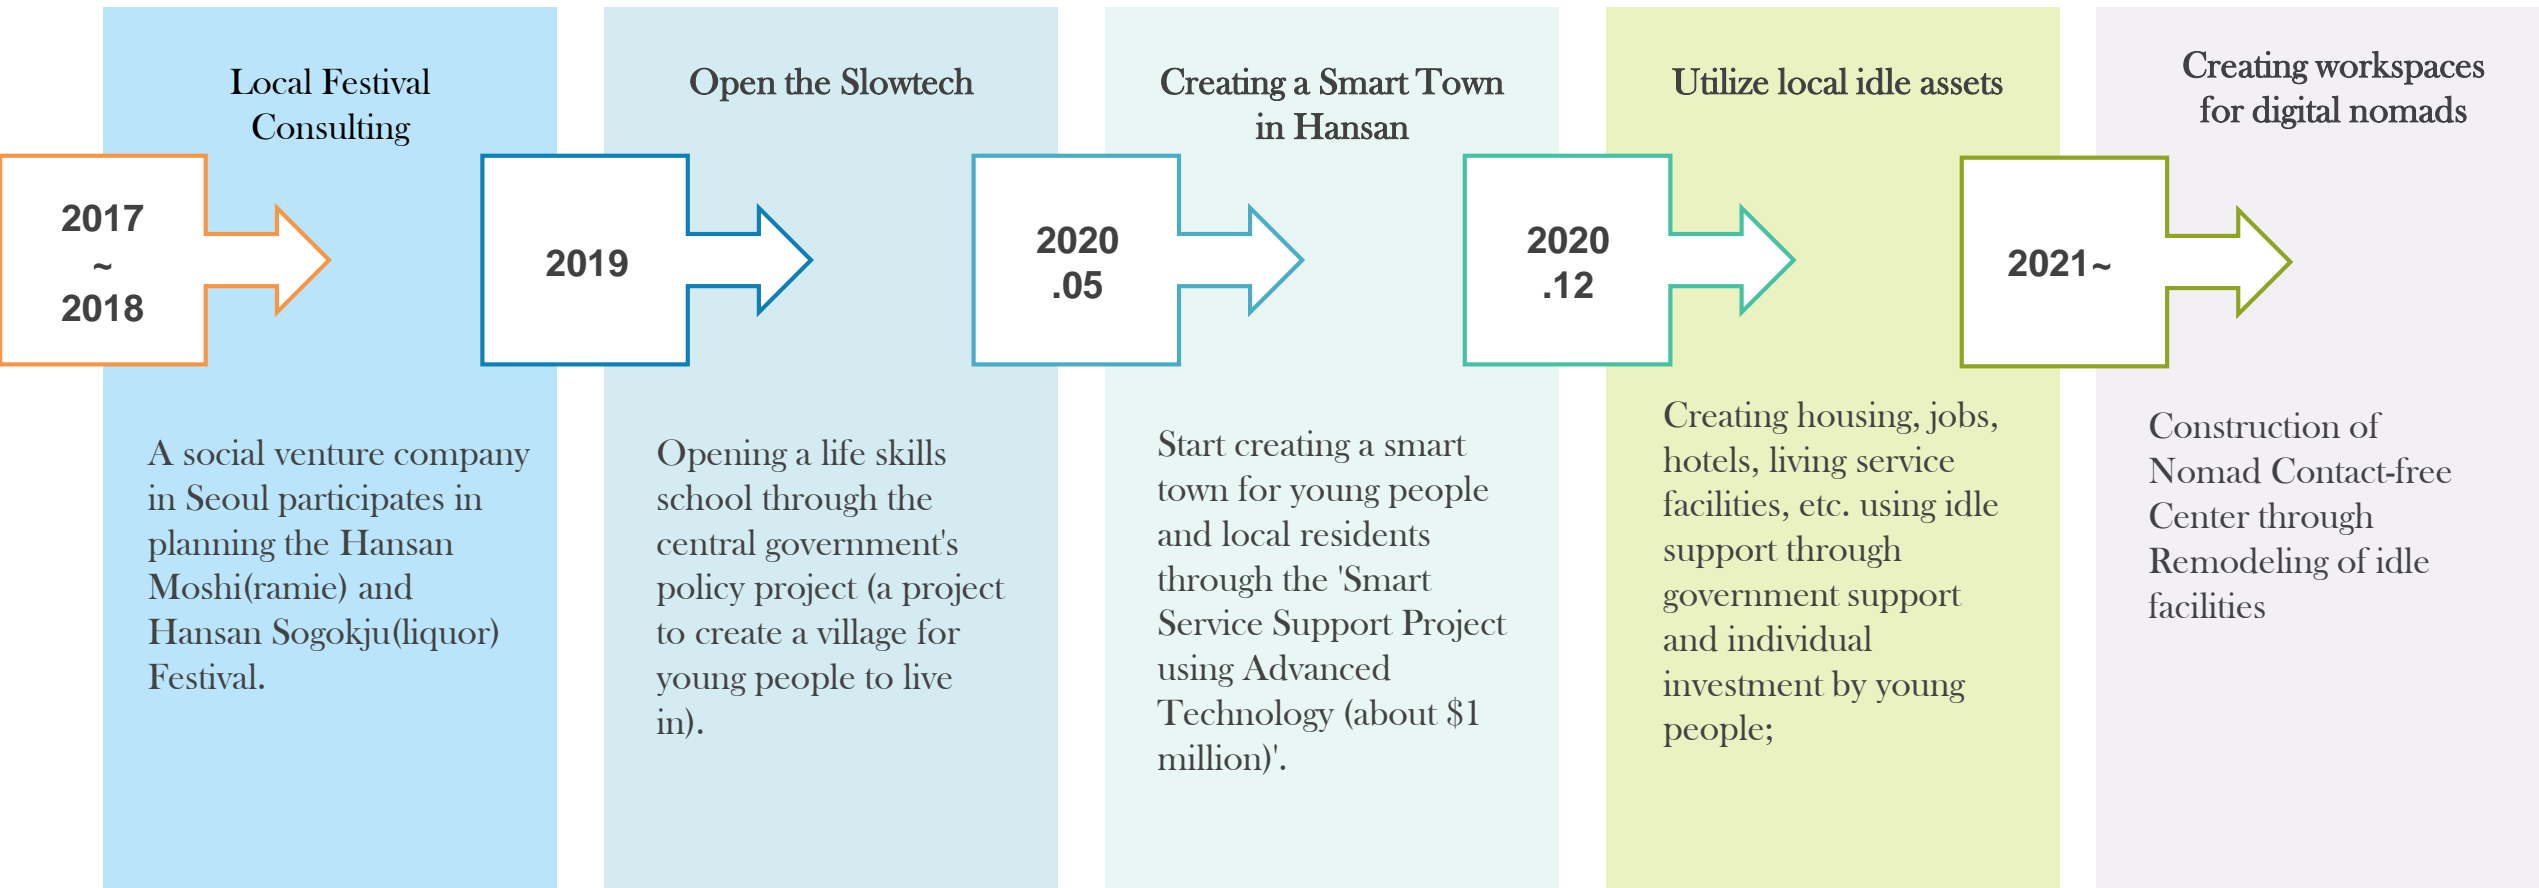 Local Festival
Consulting
2017
~
2018
A social venture company
in Seoul participates in
planning the Hansan
Moshi(ramie) and
Hansan Sogokju(liquor)
Festival.
Open the Slowtech
2019
Opening a life skills
school through the
central government's
policy project (a project
to create a village for
young people to live
in).
Creating a Smart Town
in Hansan
2020
.05
Start creating a smart
town for young people
and local residents
through the 'Smart
Service Support Project
using Advanced
Technology (about $1
million)'.
Utilize local idle assets
2020
.12
Creating housing, jobs,
hotels, living service
facilities, etc. using idle
support through
government support
and individual
investment by young
people;
Creating workspaces
for digital nomads
2021~
Construction of
Nomad Contact-free
Center through
Remodeling of idle
facilities